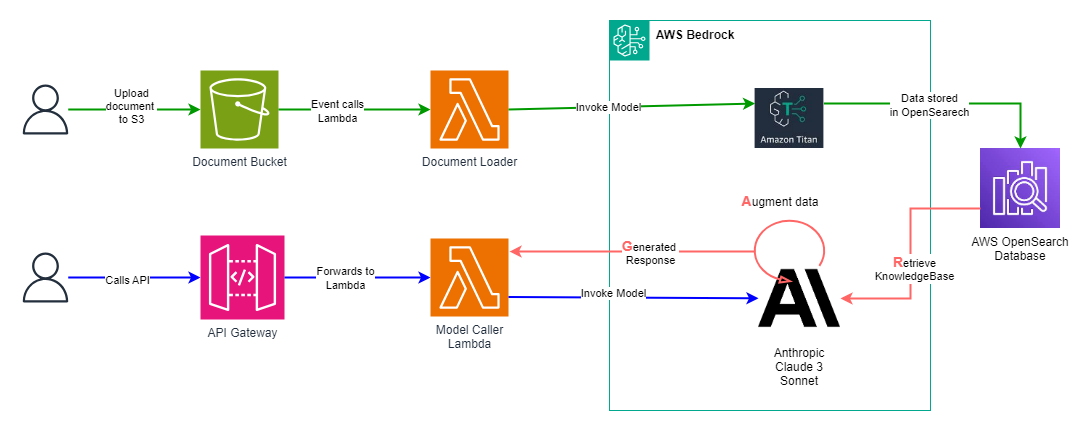 AWS Bedrock
Upload
document
to S3
Event calls
Lambda
Invoke Model
Data stored
in OpenSearch
Amazon Titan
Document Bucket
Document Loader
Augment data
AWS OpenSearch
Database
Calls API
Forwards to
Lambda
Generated
Response
Retrieve
KnowledgeBase
Invoke Model
API Gateway
Model Caller
Lambda
Anthropic
Claude 3
Sonnet